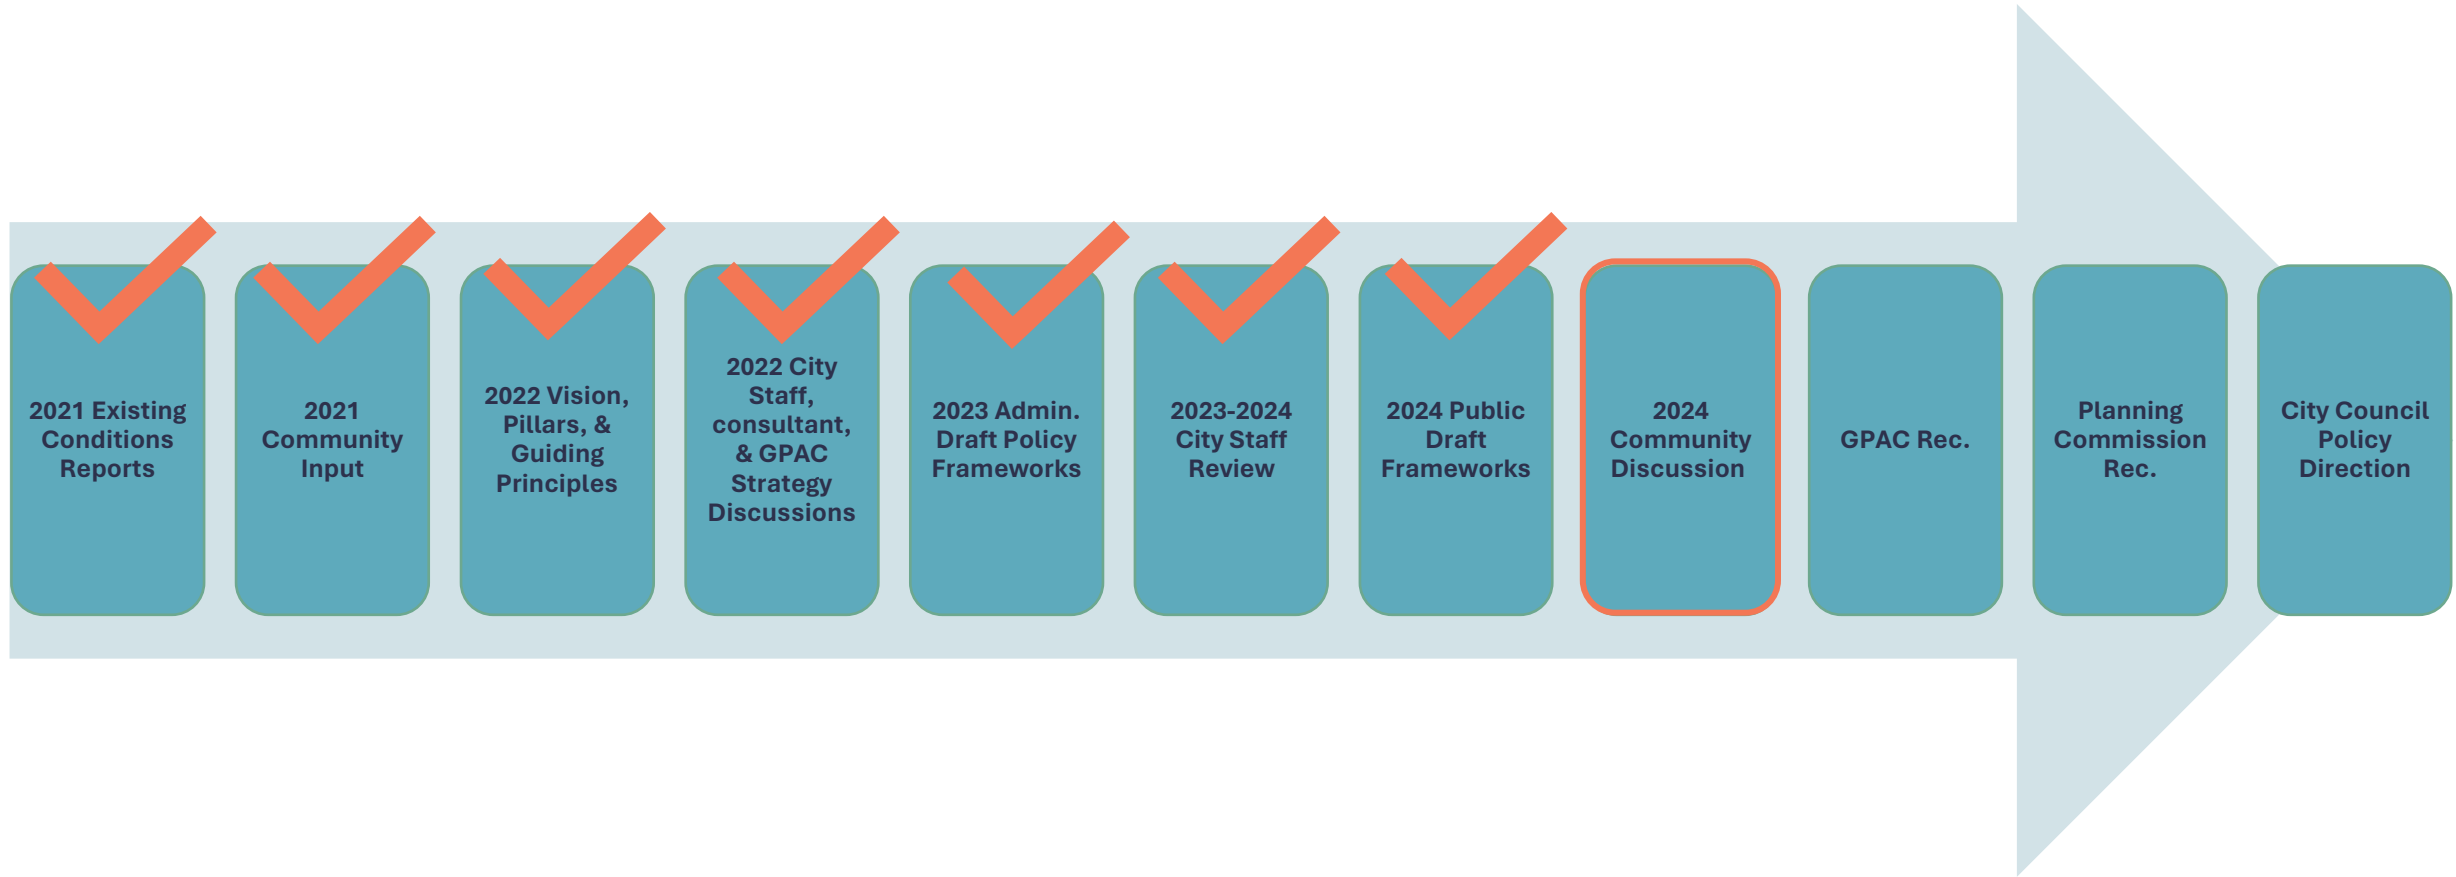 2021 Existing
Conditions
Reports
2021
Community
Input
2022 Vision,
Pillars, &
Guiding
Principles
2022 City
Staff,
consultant,
& GPAC
Strategy
Discussions
2023 Admin.
Draft Policy
Frameworks
2023-2024
City Staff
Review
2024 Public
Draft
Frameworks
2024
Community
Discussion
GPAC Rec.
Planning
Commission
Rec.
City Council
Policy
Direction